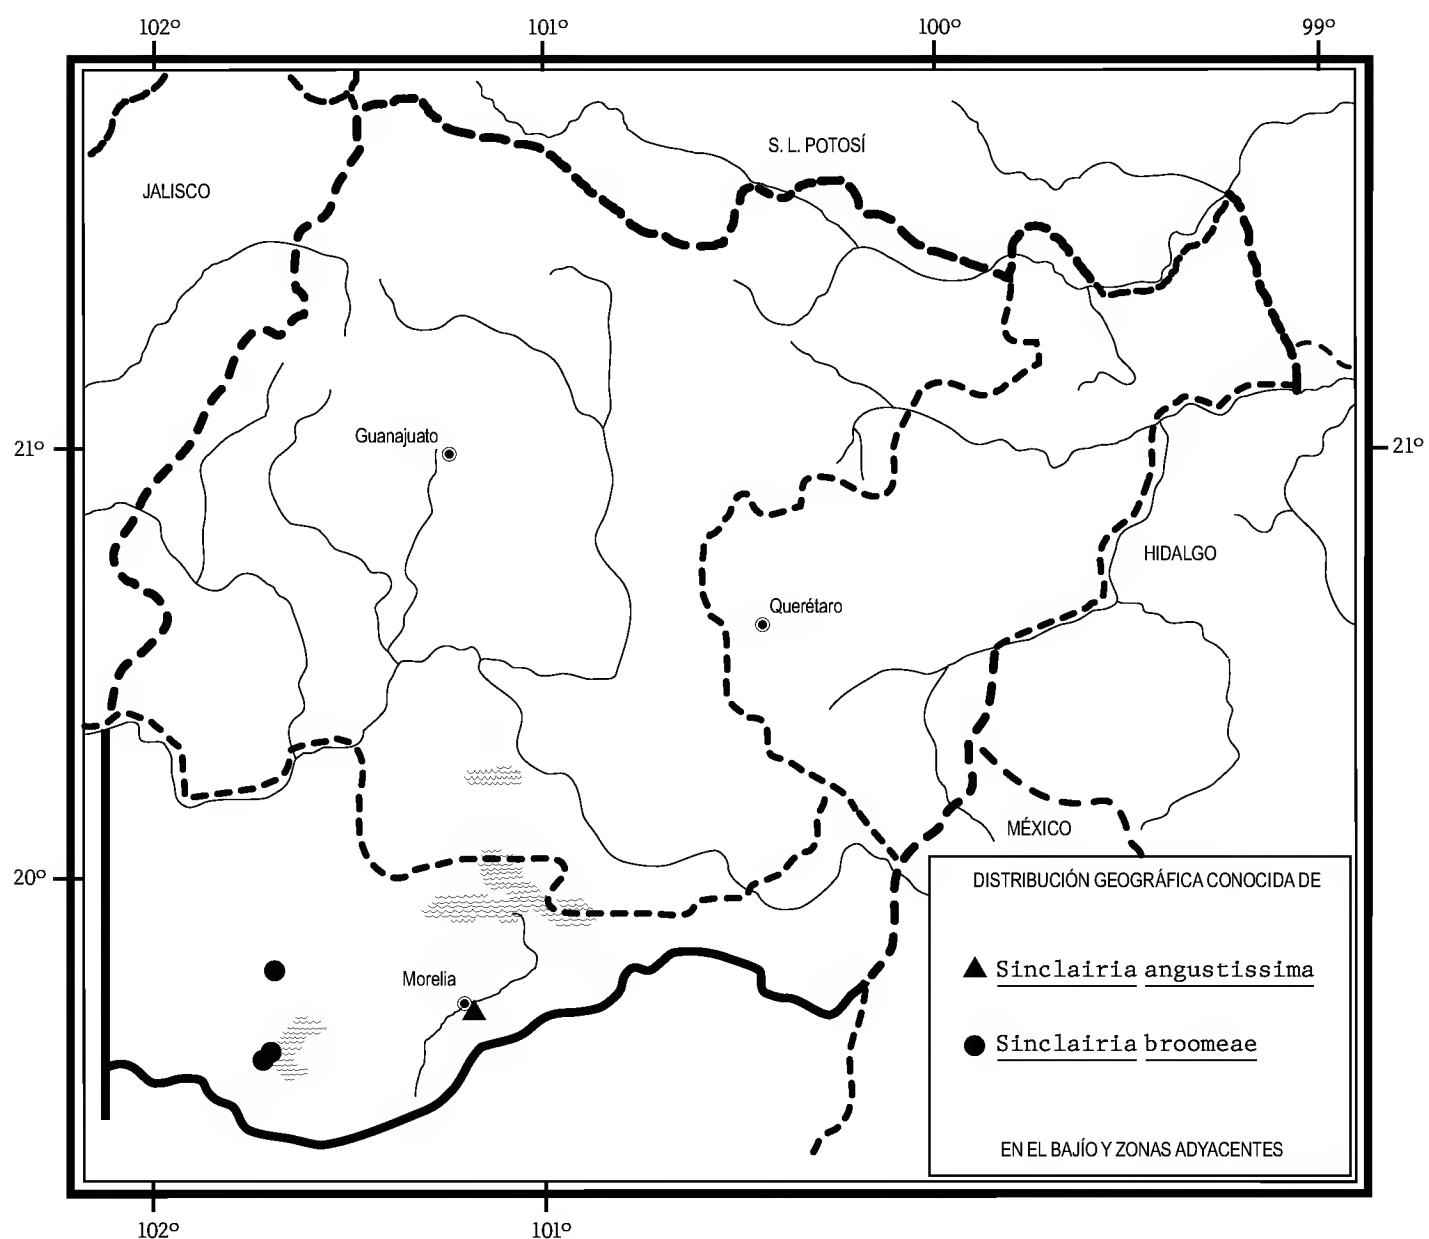 102º 101º 100º 99º
S. L. POTOSÍ
JALISCO
Guanajuato
21º 21º
HIDALGO
Querétaro
MÉXICO
20º
DISTRIBUCIÓN GEOGRÁFICA CONOCIDA DE
Sinclairia angustissima
Morelia
Sinclairia broomeae
EN EL BAJÍO Y ZONAS ADYACENTES
102º 101º